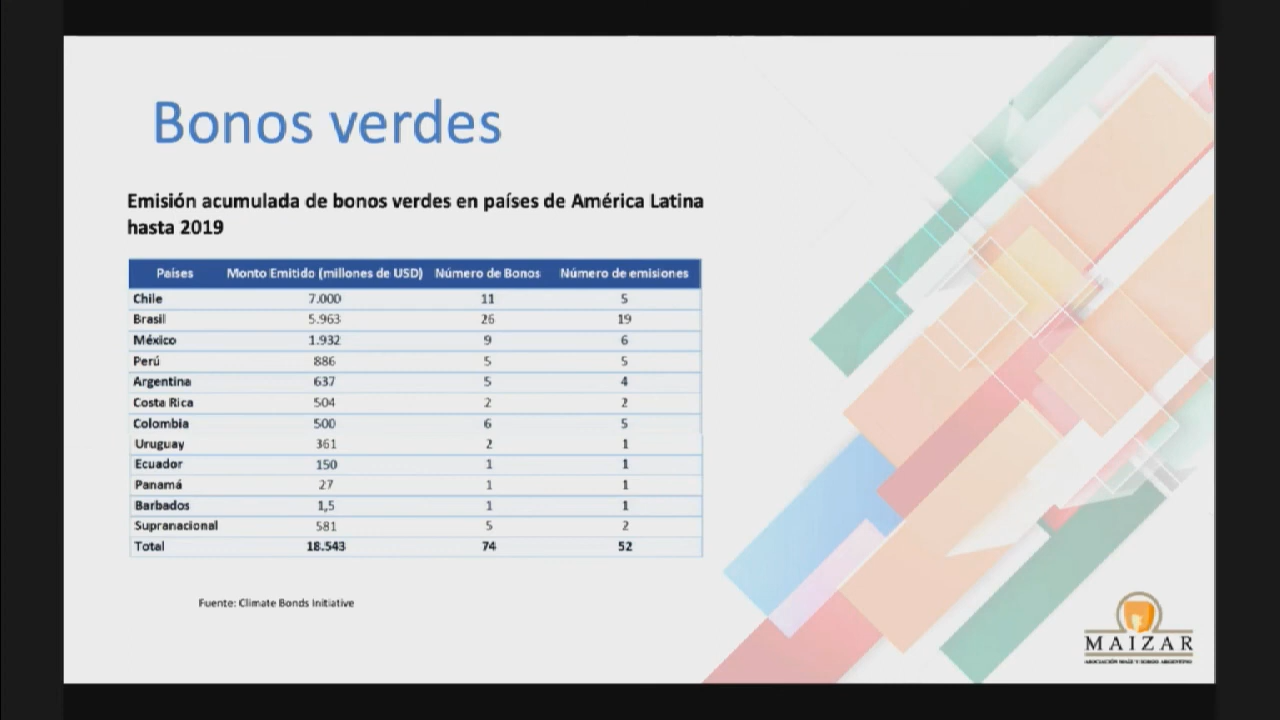 Bonos verdes
Emisión acumulada de bonos verdes en países de América Latina
hasta 2019
Países Monto Emitido (millones de USD) Número de Bonos Número de emisiones
Chile 7.000 11 5
Brasil 5.963 26 19
México 1.932 9 6
Perú 886 5 5
Argentina 637 5 4
Costa Rica 504 2 2
Colombia 500 6 5
Uruguay 361 2 1
Ecuador 150 1 1
Panamá 27 1 1
Barbados 1,5 1 1
Supranacional 581 5 2
Total 18.543 74 52
Fuente: Climate Bonds Initiative
MAIZAR
ASOCIACIÓN MAÍZ Y SORGO ARGENTINO